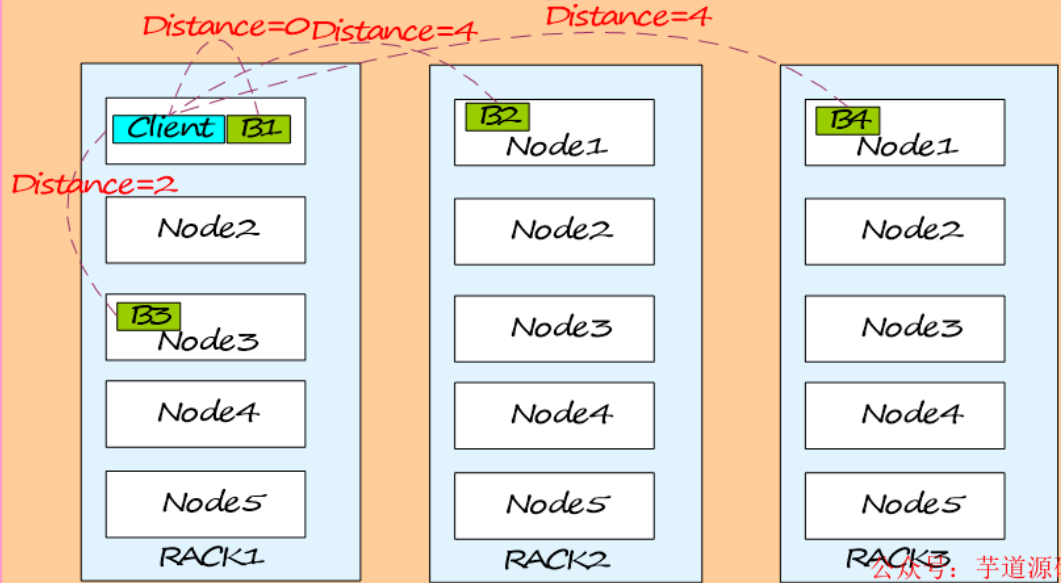 Distance=0
Distance=4
Distance=4
Client
B1
B2
Node1
B4
Node1
Distance=2
Node2
Node2
Node2
B3
Node3
Node3
Node3
Node4
Node4
Node4
Node5
Node5
Node5
RACK1
RACK2
RACK3
公众号：芋道源